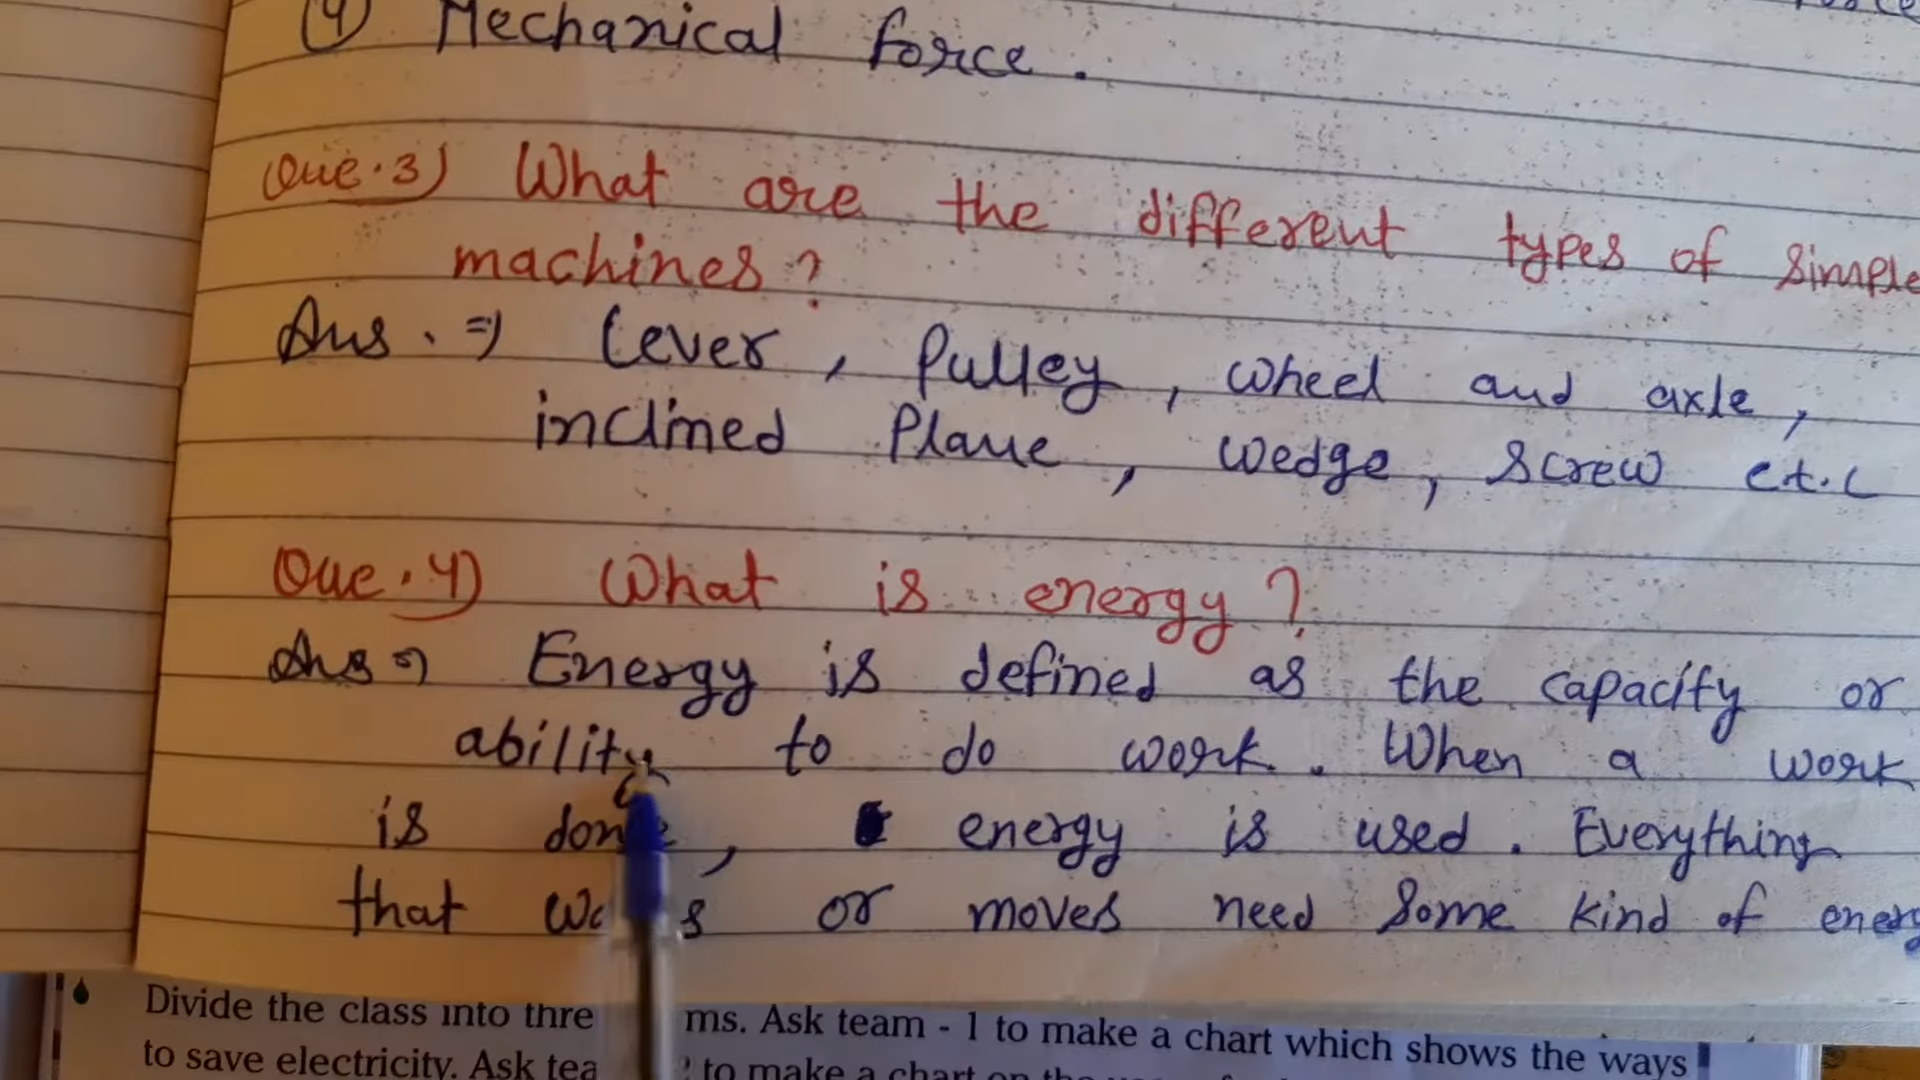 4) Mechanical force.
Que.3) What are the different types of simple
machines?
Ans. ⇒ Lever, Pulley, wheel and axle,
inclined Plane, wedge, screw et.c
Que.4) What is energy?
Ans ⇒ Energy is defined as the capacity or
ability to do work. When a work
is done, energy is used. Everything
that or moves need some kind of
Divide the class into ms. Ask team - 1 to make a chart which shows the ways
to save electricity. Ask to make a chart on the